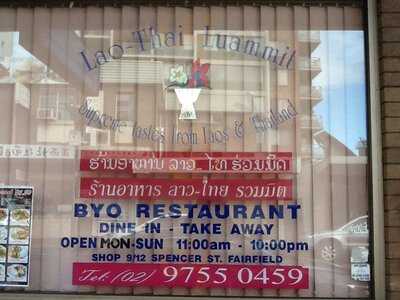 Lao-Thai Luammit
Supreme tastes from Laos & Thailand
ຮ້ານອາຫານ ລາວ-ໄທ ຮ່ວມມິດ
ร้านอาหาร ลาว-ไทย รวมมิต
BYO RESTAURANT
DINE IN - TAKE AWAY
OPEN MON-SUN 11:00am - 10:00pm
SHOP 9/12 SPENCER ST. FAIRFIELD
Tel: (02) 9755 0459